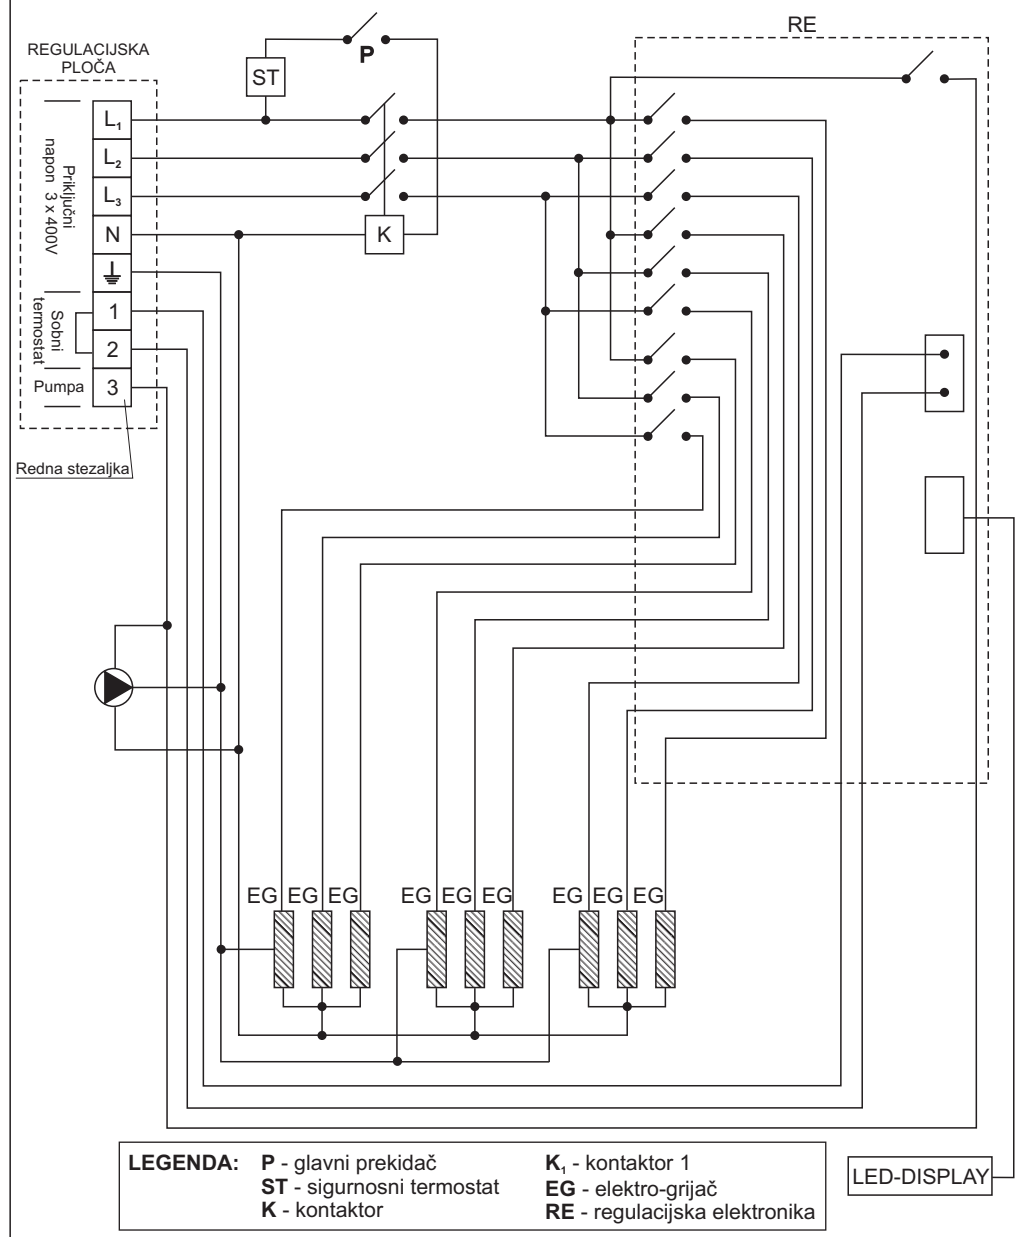 RE
REGULACIJSKA
PLOČA
P
ST
L₁
L₂
L₃
N
K
Priključni
napon 3 x 400V
1
2
3
Sobni
termostat
Pumpa
Redna stezaljka
EG EG EG
EG EG EG
EG EG EG
LEGENDA:
P - glavni prekidač
ST - sigurnosni termostat
K - kontaktor
K₁ - kontaktor 1
EG - elektro-grijač
RE - regulacijska elektronika
LED-DISPLAY